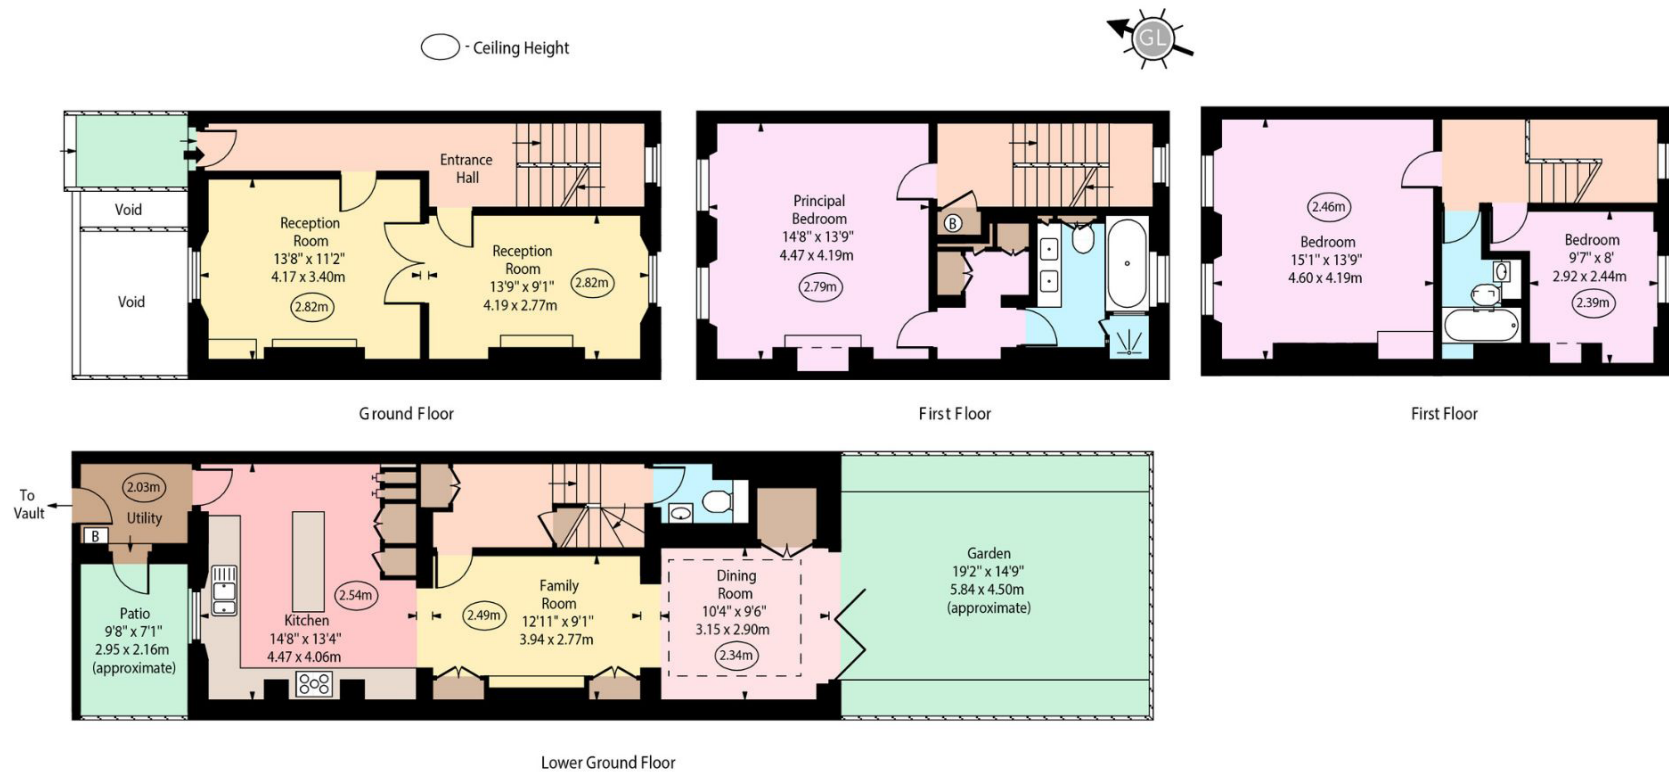 - Ceiling Height
GL
Void
Void
Entrance
Hall
Reception
Room
13'8" x 11'2"
4.17 x 3.40m
2.82m
Reception
Room
13'9" x 9'1"
4.19 x 2.77m
2.82m
Ground Floor
Principal
Bedroom
14'8" x 13'9"
4.47 x 4.19m
2.79m
B
First Floor
2.46m
Bedroom
15'1" x 13'9"
4.60 x 4.19m
Bedroom
9'7" x 8'
2.92 x 2.44m
2.39m
First Floor
To
Vault
2.03m
Utility
B
Patio
9'8" x 7'1"
2.95 x 2.16m
(approximate)
2.54m
Kitchen
14'8" x 13'4"
4.47 x 4.06m
2.49m
Family
Room
12'11" x 9'1"
3.94 x 2.77m
Dining
Room
10'4" x 9'6"
3.15 x 2.90m
2.34m
Garden
19'2" x 14'9"
5.84 x 4.50m
(approximate)
Lower Ground Floor